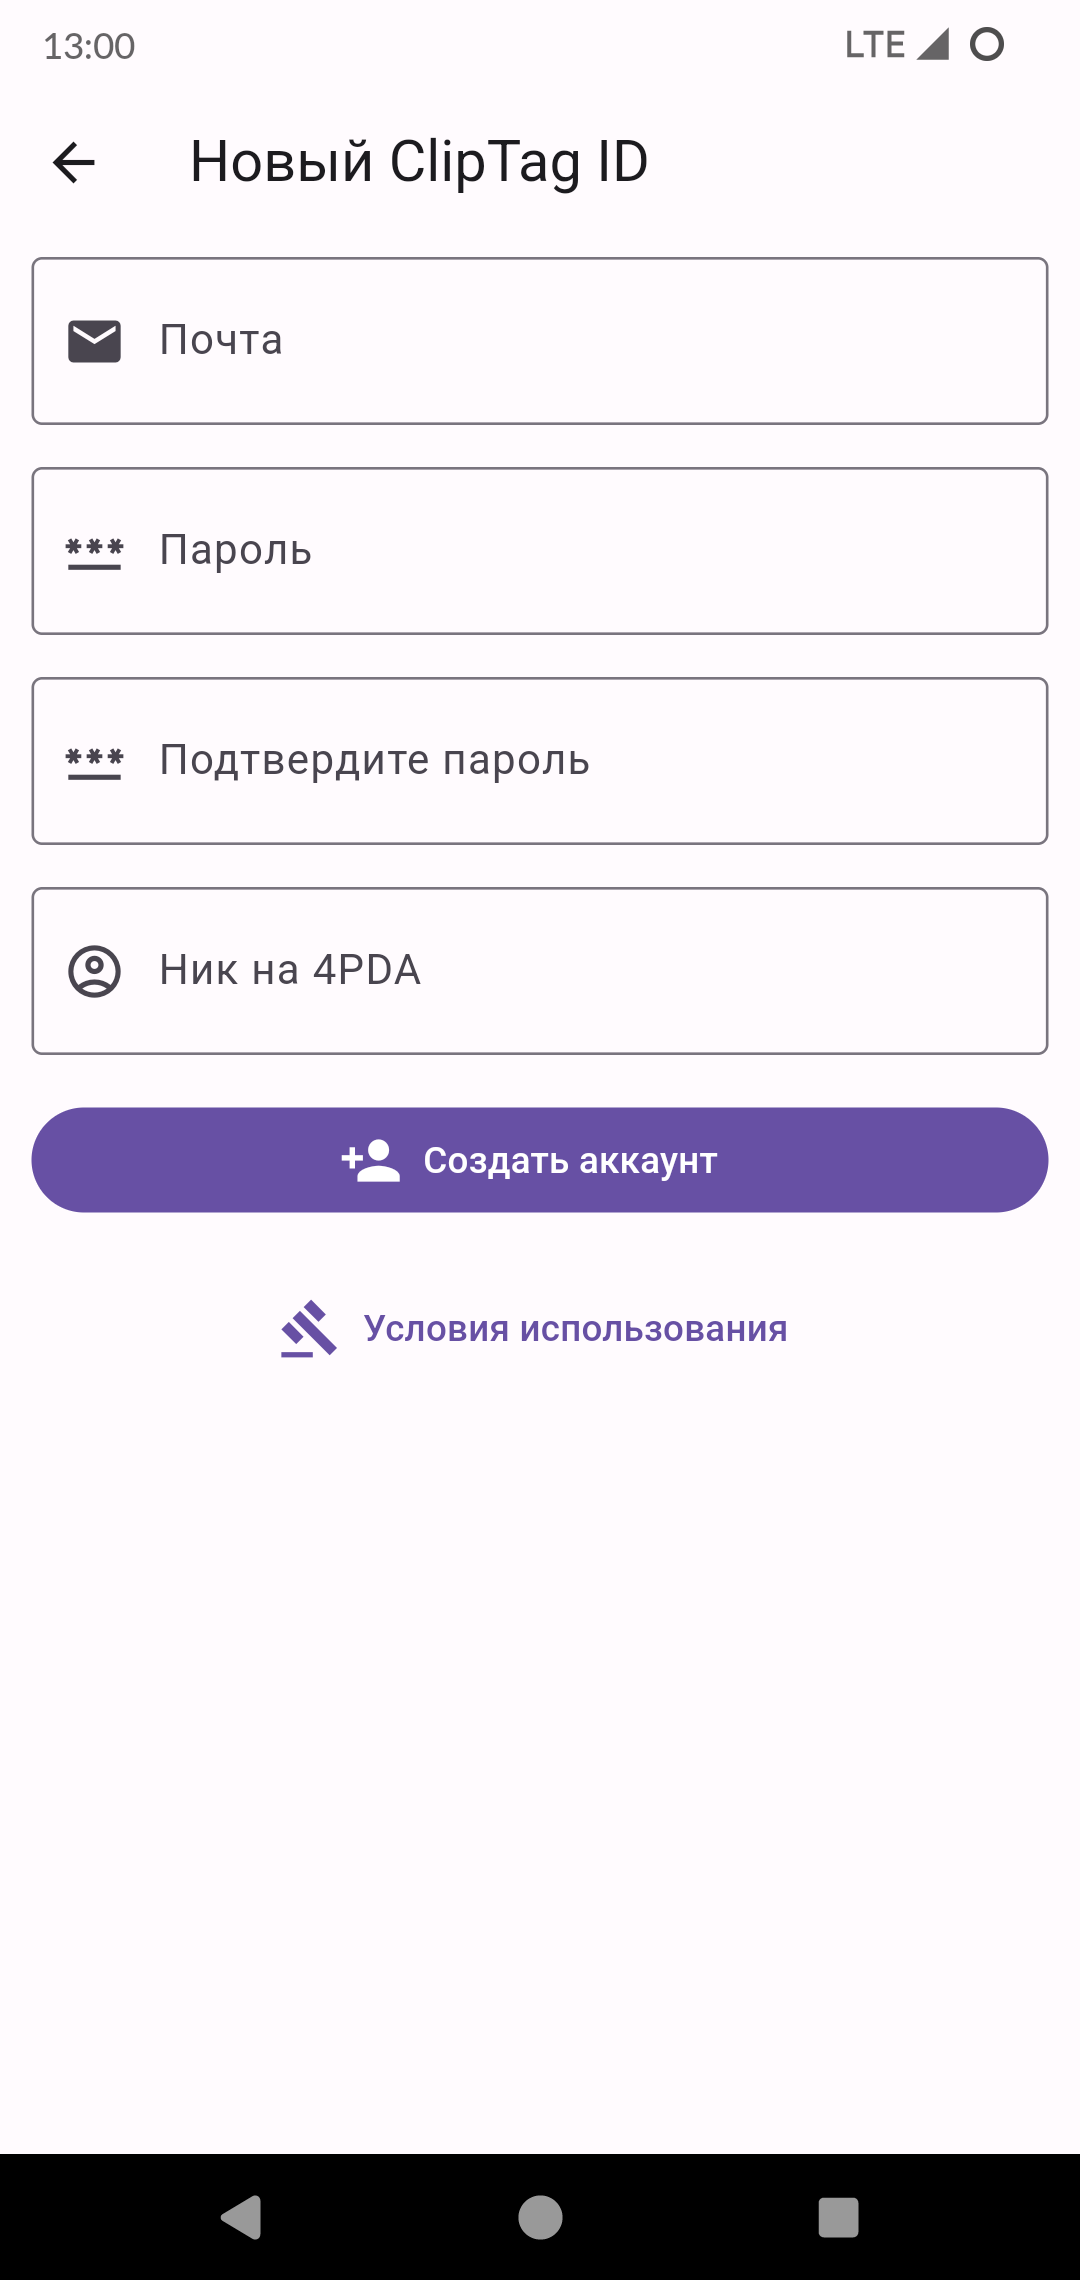 13:00
LTE
Новый ClipTag ID
Почта
Пароль
Подтвердите пароль
Ник на 4PDA
Создать аккаунт
Условия использования